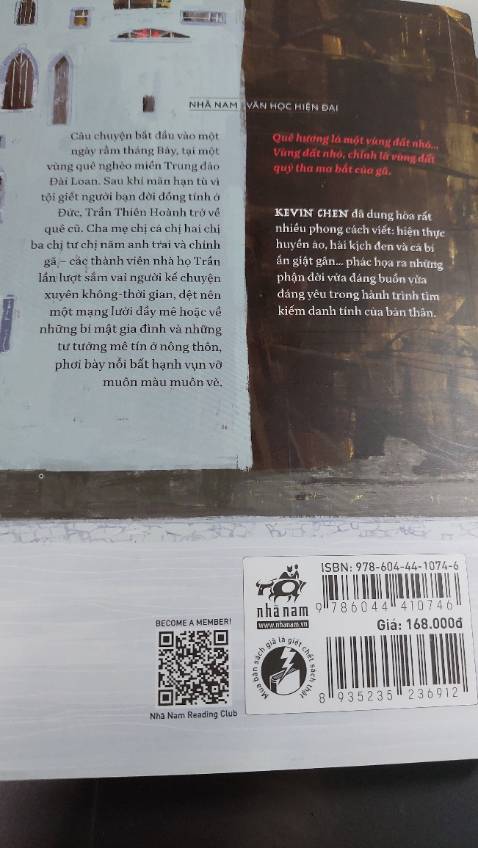 NHÃ NAM | VĂN HỌC HIỆN ĐẠI
Câu chuyện bắt đầu vào một
ngày rằm tháng Bảy, tại một
vùng quê nghèo miền Trung đảo
Đài Loan. Sau khi mãn hạn tù vì
tội giết người bạn đời đồng tính ở
Đức, Trần Thiên Hoành trở về
quê cũ. Cha mẹ chị cả chị hai chị
ba chị tư chị năm anh trai và chính
gã – các thành viên nhà họ Trần
lần lượt sắm vai người kể chuyện
xuyên không-thời gian, dệt nên
một mạng lưới đầy mê hoặc về
những bí mật gia đình và những
tư tưởng mê tín ở nông thôn,
phơi bày nỗi bất hạnh vụn vỡ
muôn màu muôn vẻ.
Quê hương là một vùng đất nhỏ...
Vùng đất nhỏ, chính là vùng đất
quỷ tha ma bắt của gã.
KEVIN CHEN đã dung hòa rất
nhiều phong cách viết: hiện thực
huyền ảo, hài kịch đen và cả bí
ẩn giật gân... phác họa ra những
phận đời vừa đáng buồn vừa
đáng yêu trong hành trình tìm
kiếm danh tính của bản thân.
BECOME A MEMBER!
Nhã Nam Reading Club
nhã nam
www.nhanam.vn
Mua bán sách giả là giết chết sách thật
ISBN: 978-604-44-1074-6
9 786044 410746
Giá: 168.000đ
8 935235 236912